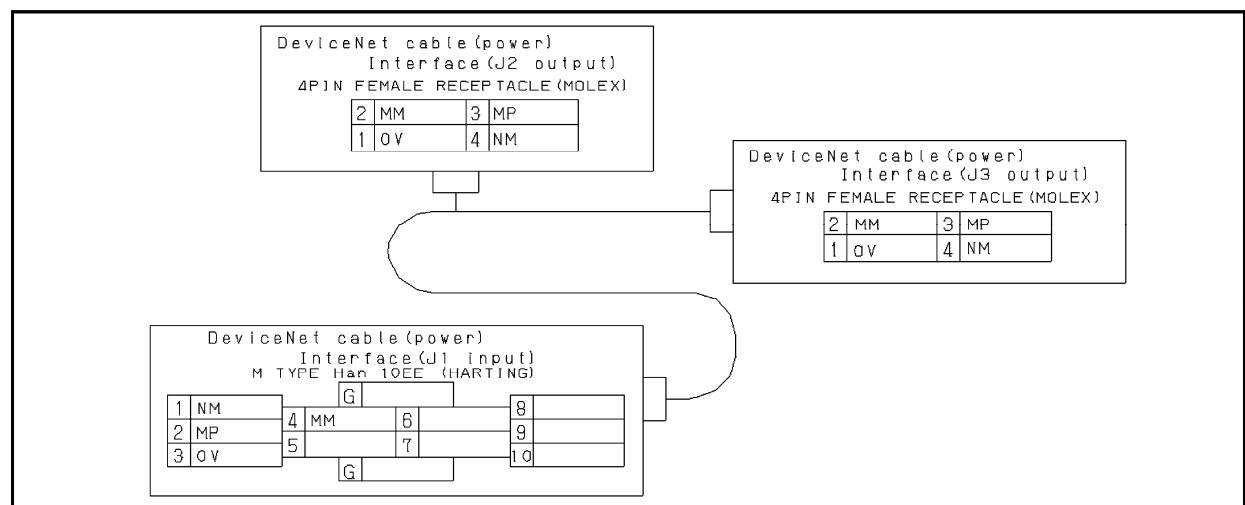 DeviceNet cable(power)
Interface(J2 output)
4PIN FEMALE RECEPTACLE(MOLEX)
2 MM 3 MP
1 0V 4 NM
DeviceNet cable(power)
Interface(J3 output)
4PIN FEMALE RECEPTACLE(MOLEX)
2 MM 3 MP
1 0V 4 NM
DeviceNet cable(power)
Interface(J1 input)
M TYPE Han 10EE (HARTING)
G
1 NM 4 MM 6 8
2 MP 5 7 9
3 0V 10
G